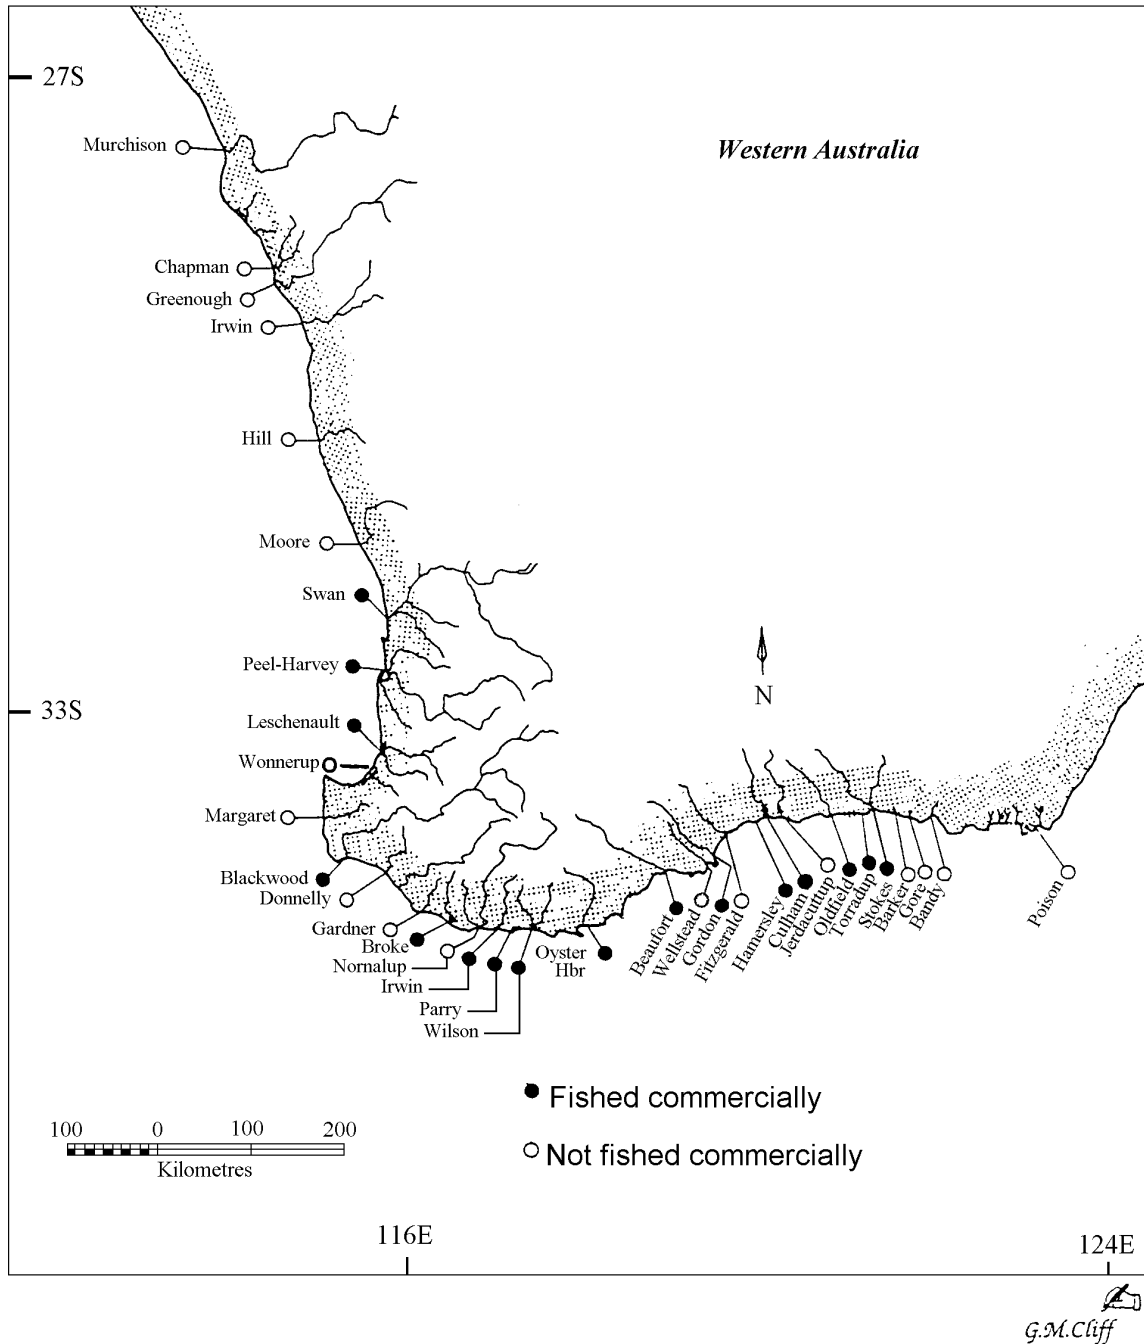 27S
Murchison
Western Australia
Chapman
Greenough
Irwin
Hill
Moore
Swan
Peel-Harvey
N
33S
Leschenault
Wonnerup
Margaret
Blackwood
Donnelly
Gardner
Broke
Nornalup
Irwin
Parry
Wilson
Oyster
Hbr
Beaufort
Wellstead
Gordon
Fitzgerald
Hamersley
Culham
Jerdacuttup
Oldfield
Torradup
Stokes
Barker
Gore
Bandy
Poison
Fished commercially
Not fished commercially
100 0 100 200
Kilometres
116E
124E
G.M.Cliff